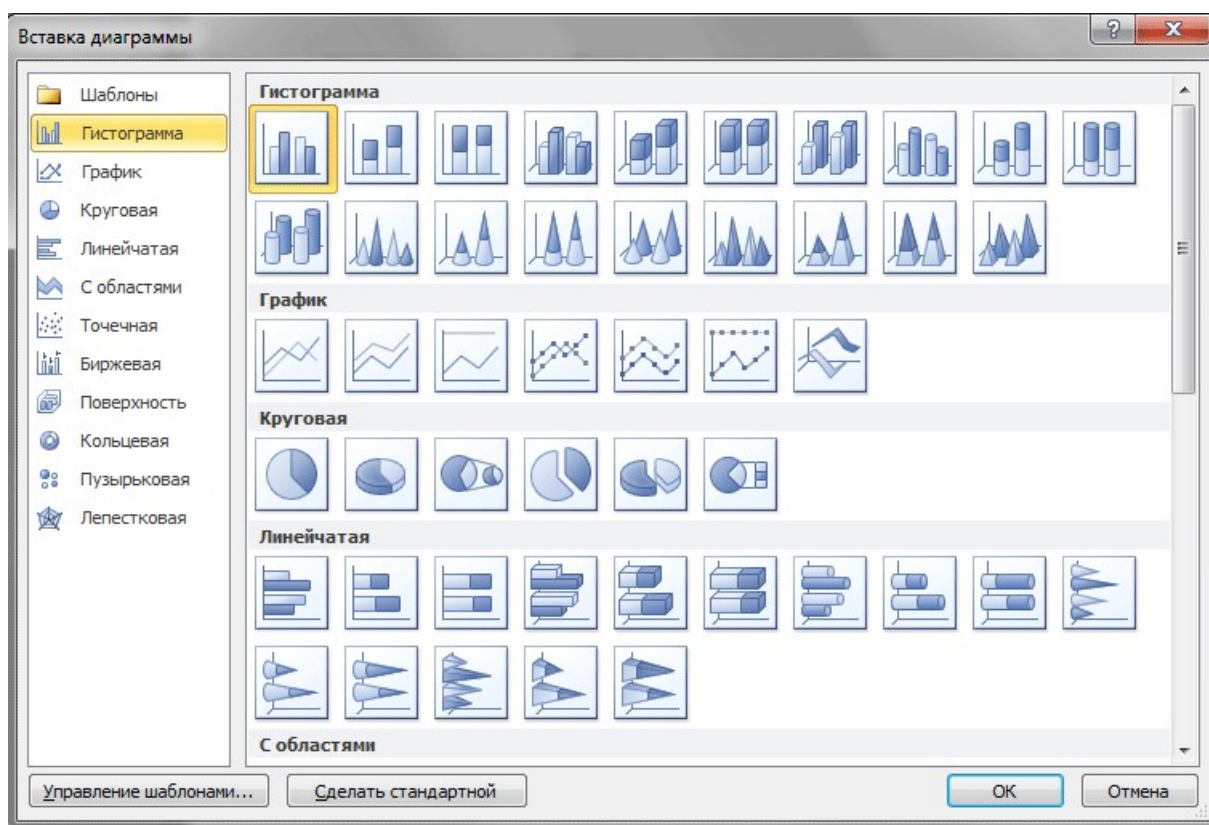 Вставка диаграммы
Шаблоны
Гистограмма
График
Круговая
Линейчатая
С областями
Точечная
Биржевая
Поверхность
Кольцевая
Пузырьковая
Лепестковая
Гистограмма
График
Круговая
Линейчатая
С областями
Управление шаблонами...
Сделать стандартной
ОК
Отмена